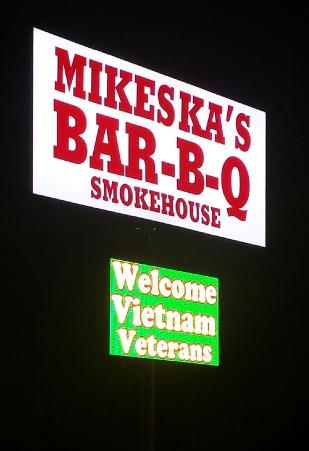 MIKESKA'S
BAR-B-Q
SMOKEHOUSE
Welcome
Vietnam
Veterans